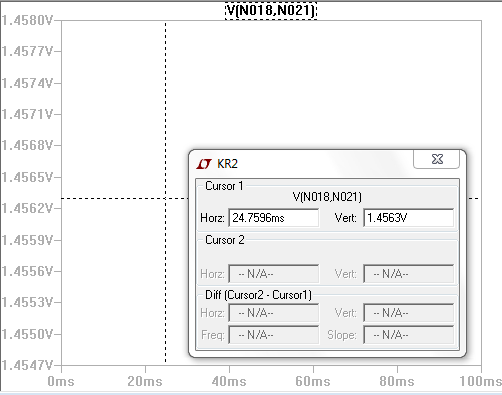 V(N018,N021)
1.4580V
1.4577V
1.4574V
1.4571V
1.4568V
1.4565V
1.4562V
1.4559V
1.4556V
1.4553V
1.4550V
1.4547V
0ms 20ms 40ms 60ms 80ms 100ms
KR2
Cursor 1
V(N018,N021)
Horz: 24.7596ms Vert: 1.4563V
Cursor 2
Horz: -- N/A-- Vert: -- N/A--
Diff (Cursor2 - Cursor1)
Horz: -- N/A-- Vert: -- N/A--
Freq: -- N/A-- Slope: -- N/A--